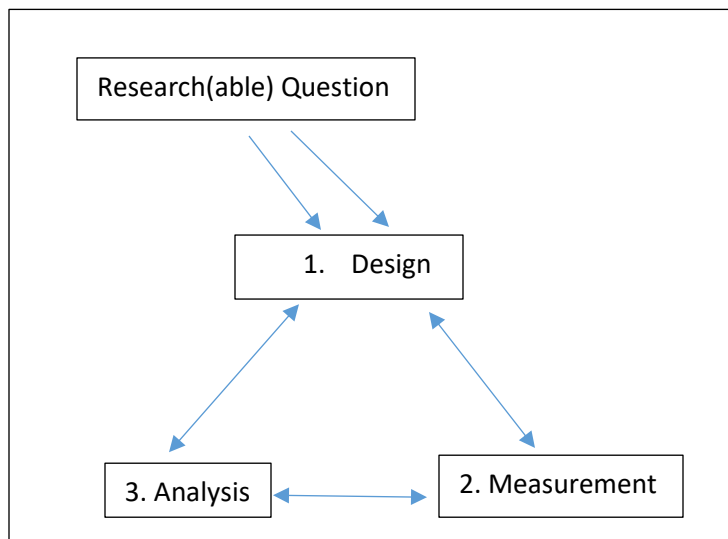 Research(able) Question
1. Design
3. Analysis
2. Measurement